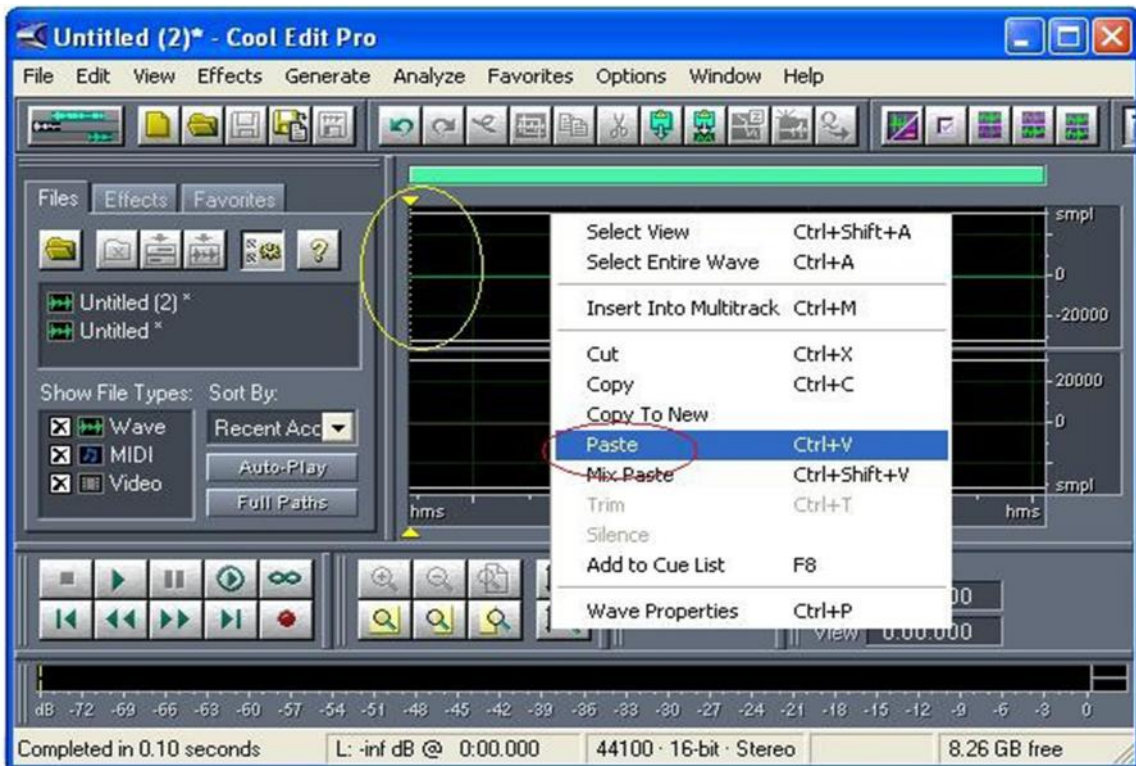 Untitled (2)* - Cool Edit Pro
File Edit View Effects Generate Analyze Favorites Options Window Help
Files Effects Favorites
Untitled (2) *
Untitled *
Show File Types: Sort By:
Wave Recent Acc
MIDI Auto-Play
Video Full Paths
smpl
0
-20000
20000
0
smpl
hms hms
Select View Ctrl+Shift+A
Select Entire Wave Ctrl+A
Insert Into Multitrack Ctrl+M
Cut Ctrl+X
Copy Ctrl+C
Copy To New
Paste Ctrl+V
Mix Paste Ctrl+Shift+V
Trim Ctrl+T
Silence
Add to Cue List F8
Wave Properties Ctrl+P
00
View 0:00.000
dB -72 -69 -66 -63 -60 -57 -54 -51 -48 -45 -42 -39 -36 -33 -30 -27 -24 -21 -18 -15 -12 -9 -6 -3 0
Completed in 0.10 seconds L: -inf dB @ 0:00.000 44100 · 16-bit · Stereo 8.26 GB free